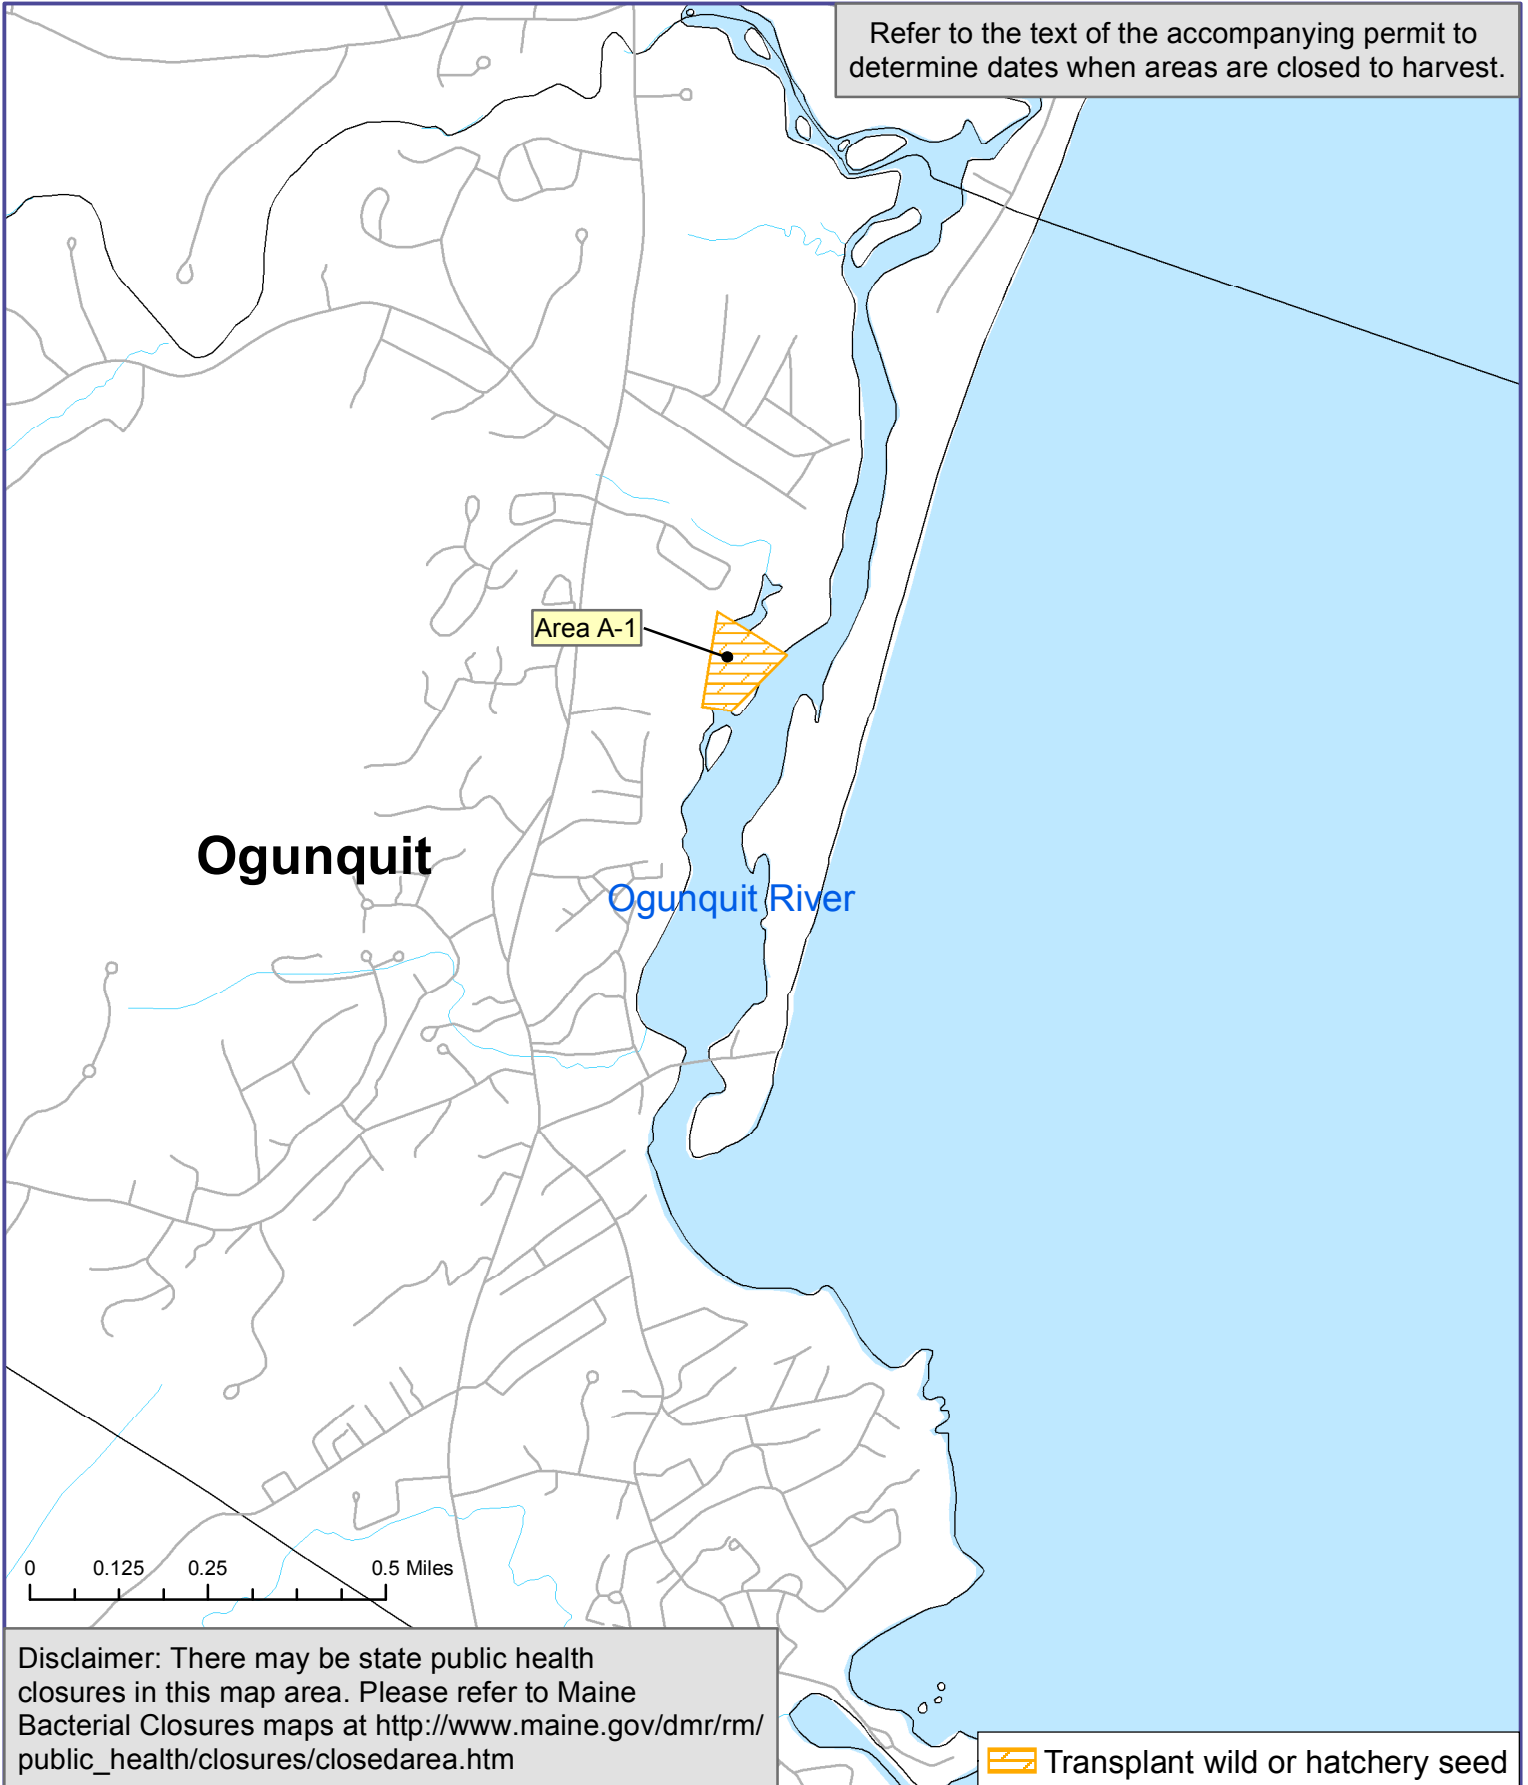 Refer to the text of the accompanying permit to
determine dates when areas are closed to harvest.
Area A-1
Ogunquit
Ogunquit River
0 0.125 0.25 0.5 Miles
Disclaimer: There may be state public health
closures in this map area. Please refer to Maine
Bacterial Closures maps at http://www.maine.gov/dmr/rm/
public_health/closures/closedarea.htm
Transplant wild or hatchery seed